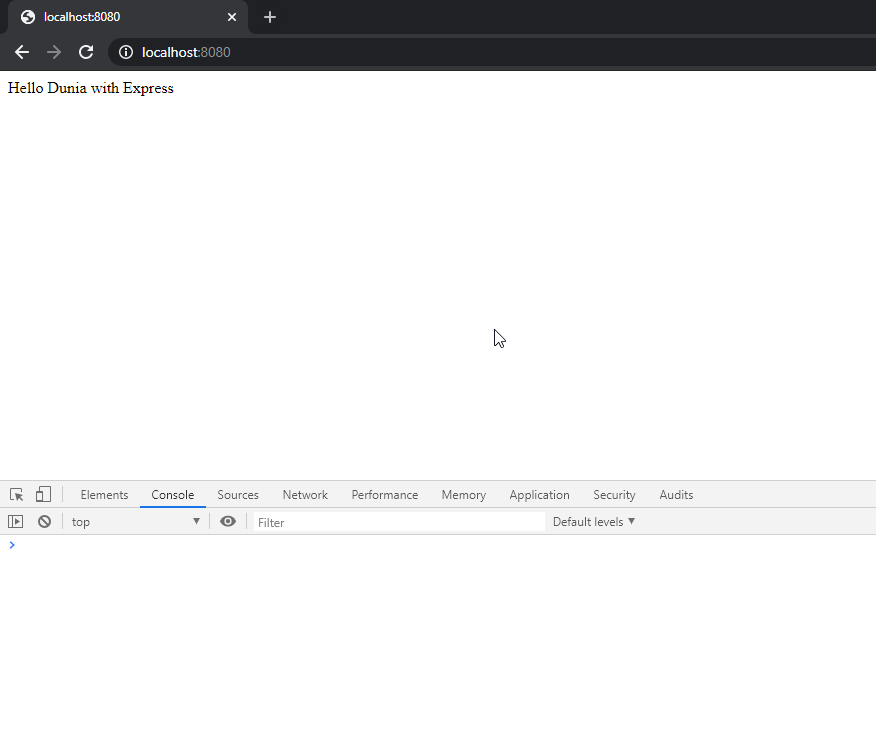 localhost:8080
localhost:8080
Hello Dunia with Express
Elements Console Sources Network Performance Memory Application Security Audits
top Filter Default levels